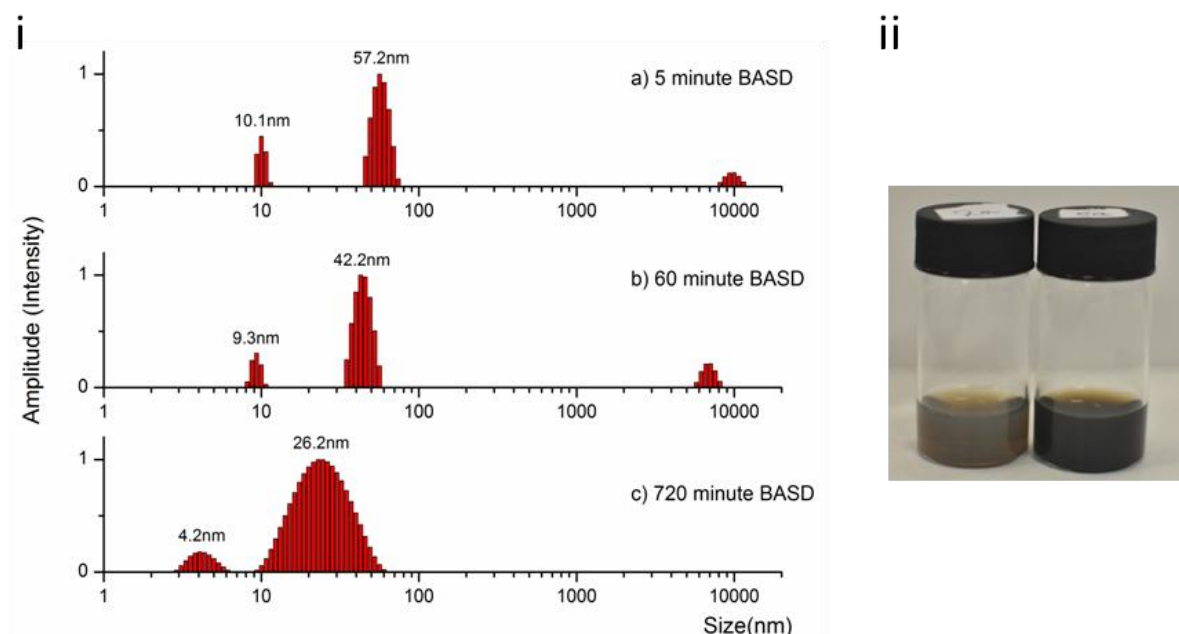 i
ii
57.2nm
a) 5 minute BASD
10.1nm
1
0
1 10 100 1000 10000
42.2nm
b) 60 minute BASD
9.3nm
1
0
1 10 100 1000 10000
26.2nm
c) 720 minute BASD
4.2nm
1
0
1 10 100 1000 10000
Amplitude (Intensity)
Size(nm)